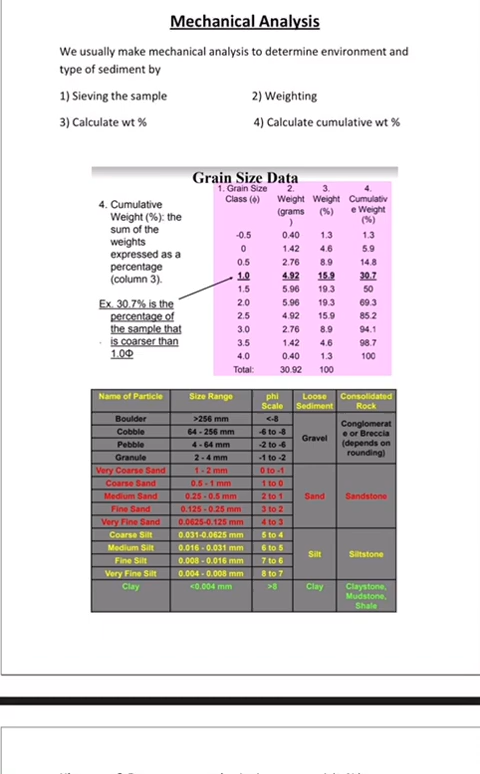 Mechanical Analysis
We usually make mechanical analysis to determine environment and
type of sediment by
1) Sieving the sample 2) Weighting
3) Calculate wt % 4) Calculate cumulative wt %
Grain Size Data
4. Cumulative
Weight (%): the
sum of the
weights
expressed as a
percentage
(column 3).
Ex. 30.7% is the
percentage of
the sample that
is coarser than
1.0Φ
1. Grain Size 2. 3. 4.
Class (ϕ) Weight Weight Cumulativ
(grams (%) e Weight
) (%)
-0.5 0.40 1.3 1.3
0 1.42 4.6 5.9
0.5 2.76 8.9 14.8
1.0 4.92 15.9 30.7
1.5 5.96 19.3 50
2.0 5.96 19.3 69.3
2.5 4.92 15.9 85.2
3.0 2.76 8.9 94.1
3.5 1.42 4.6 98.7
4.0 0.40 1.3 100
Total: 30.92 100
Name of Particle Size Range phi Loose Consolidated
Scale Sediment Rock
Boulder >256 mm <-8
Cobble 64 - 256 mm -6 to -8
Pebble 4 - 64 mm -2 to -6
Granule 2 - 4 mm -1 to -2
Gravel
Conglomerat
e or Breccia
(depends on
rounding)
Very Coarse Sand 1 - 2 mm 0 to -1
Coarse Sand 0.5 - 1 mm 1 to 0
Medium Sand 0.25 - 0.5 mm 2 to 1 Sand Sandstone
Fine Sand 0.125 - 0.25 mm 3 to 2
Very Fine Sand 0.0625-0.125 mm 4 to 3
Coarse Silt 0.031-0.0625 mm 5 to 4
Medium Silt 0.016 - 0.031 mm 6 to 5
Silt Siltstone
Fine Silt 0.008 - 0.016 mm 7 to 6
Very Fine Silt 0.004 - 0.008 mm 8 to 7
Clay <0.004 mm >8 Clay Claystone,
Mudstone,
Shale